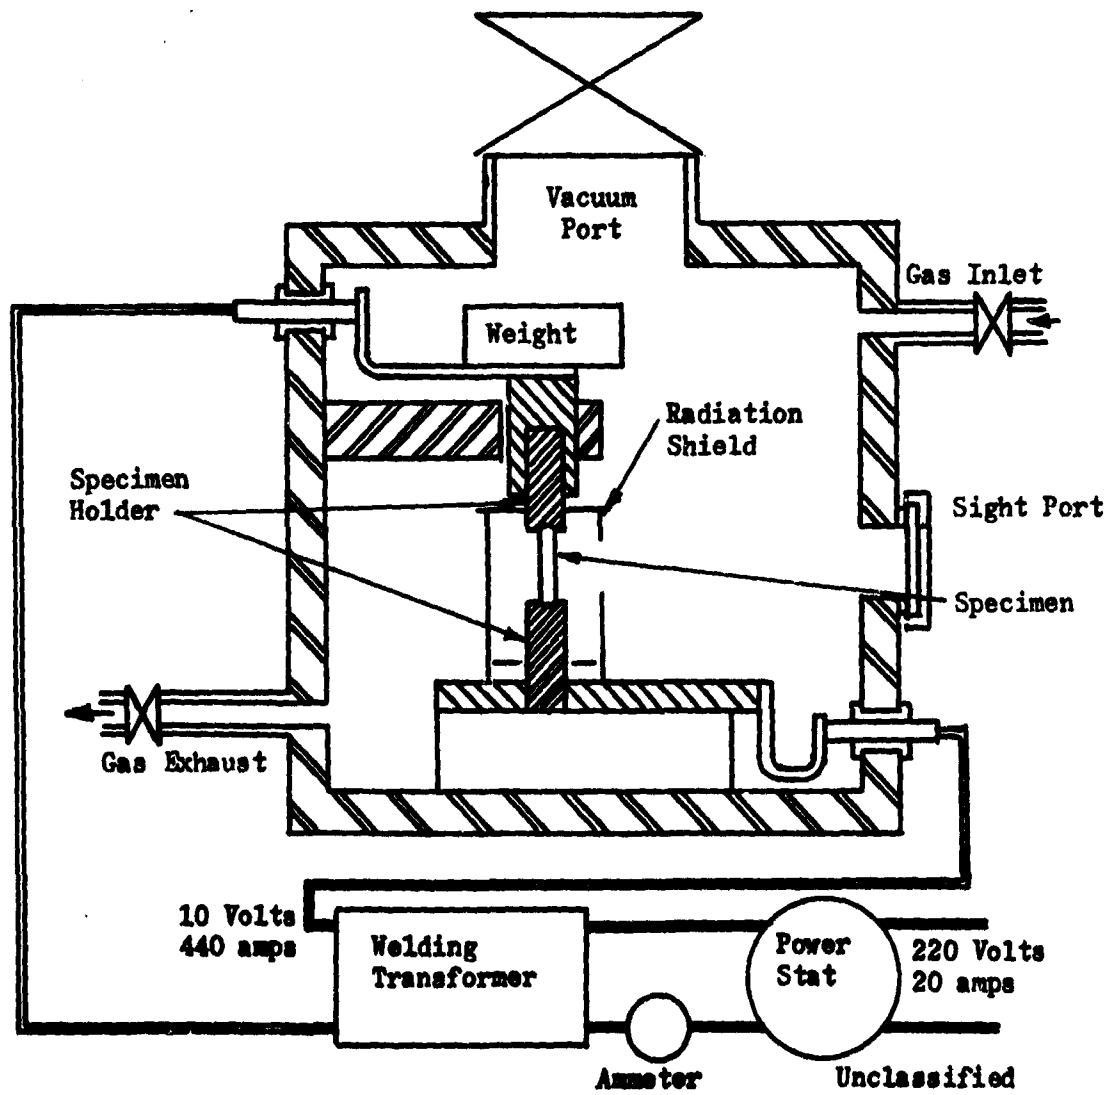 Vacuum
Port
Gas Inlet
Weight
Radiation
Shield
Specimen
Holder
Sight Port
Specimen
Gas Exhaust
10 Volts
440 amps
Welding
Transformer
Power
Stat
220 Volts
20 amps
Ammeter
Unclassified